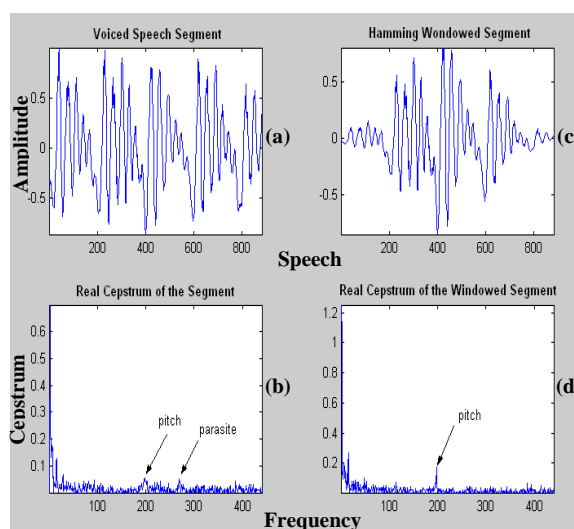 Voiced Speech Segment
Hamming Wondowed Segment
Amplitude
0.5
0
-0.5
(a)
0.5
0
-0.5
(c
200 400 600 800
200 400 600 800
Speech
Real Cepstrum of the Segment
Real Cepstrum of the Windowed Segment
Cepstrum
0.6
0.5
0.4
0.3
0.2
0.1
(b)
pitch
parasite
1.2
1
0.8
0.6
0.4
0.2
(d
pitch
0 100 200 300 400
0 100 200 300 400
Frequency